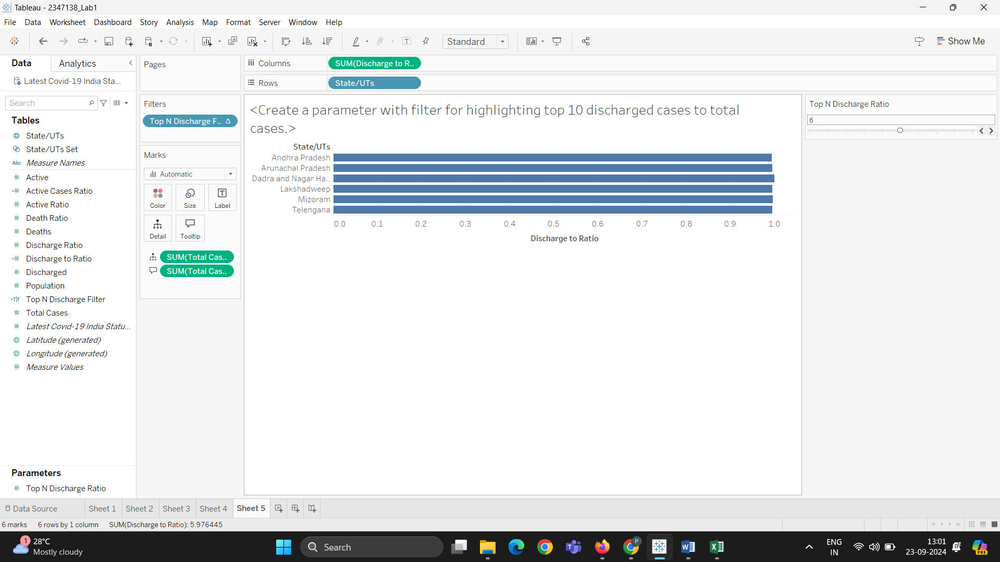 Tableau - 2347138_Lab1
File Data Worksheet Dashboard Story Analysis Map Format Server Window Help
Standard
Show Me
Data
Analytics
Latest Covid-19 India Sta...
Search
Tables
State/UTs
State/UTs Set
Abc Measure Names
Active
Active Cases Ratio
Active Ratio
Death Ratio
Deaths
Discharge Ratio
Discharge to Ratio
Discharged
Population
=T|F Top N Discharge Filter
Total Cases
Latest Covid-19 India Statu...
Latitude (generated)
Longitude (generated)
Measure Values
Parameters
Top N Discharge Ratio
Pages
Filters
Top N Discharge F..
Marks
Automatic
Color
Size
Label
Detail
Tooltip
SUM(Total Cas..
SUM(Total Cas..
Columns
SUM(Discharge to R..
Rows
State/UTs
<Create a parameter with filter for highlighting top 10 discharged cases to total
cases.>
State/UTs
Andhra Pradesh
Arunachal Pradesh
Dadra and Nagar Ha..
Lakshadweep
Mizoram
Telengana
0.0 0.1 0.2 0.3 0.4 0.5 0.6 0.7 0.8 0.9 1.0
Discharge to Ratio
Top N Discharge Ratio
6
Data Source
Sheet 1
Sheet 2
Sheet 3
Sheet 4
Sheet 5
6 marks
6 rows by 1 column
SUM(Discharge to Ratio): 5.976445
1
28°C
Mostly cloudy
Search
P
ENG
IN
13:01
23-09-2024
PRE